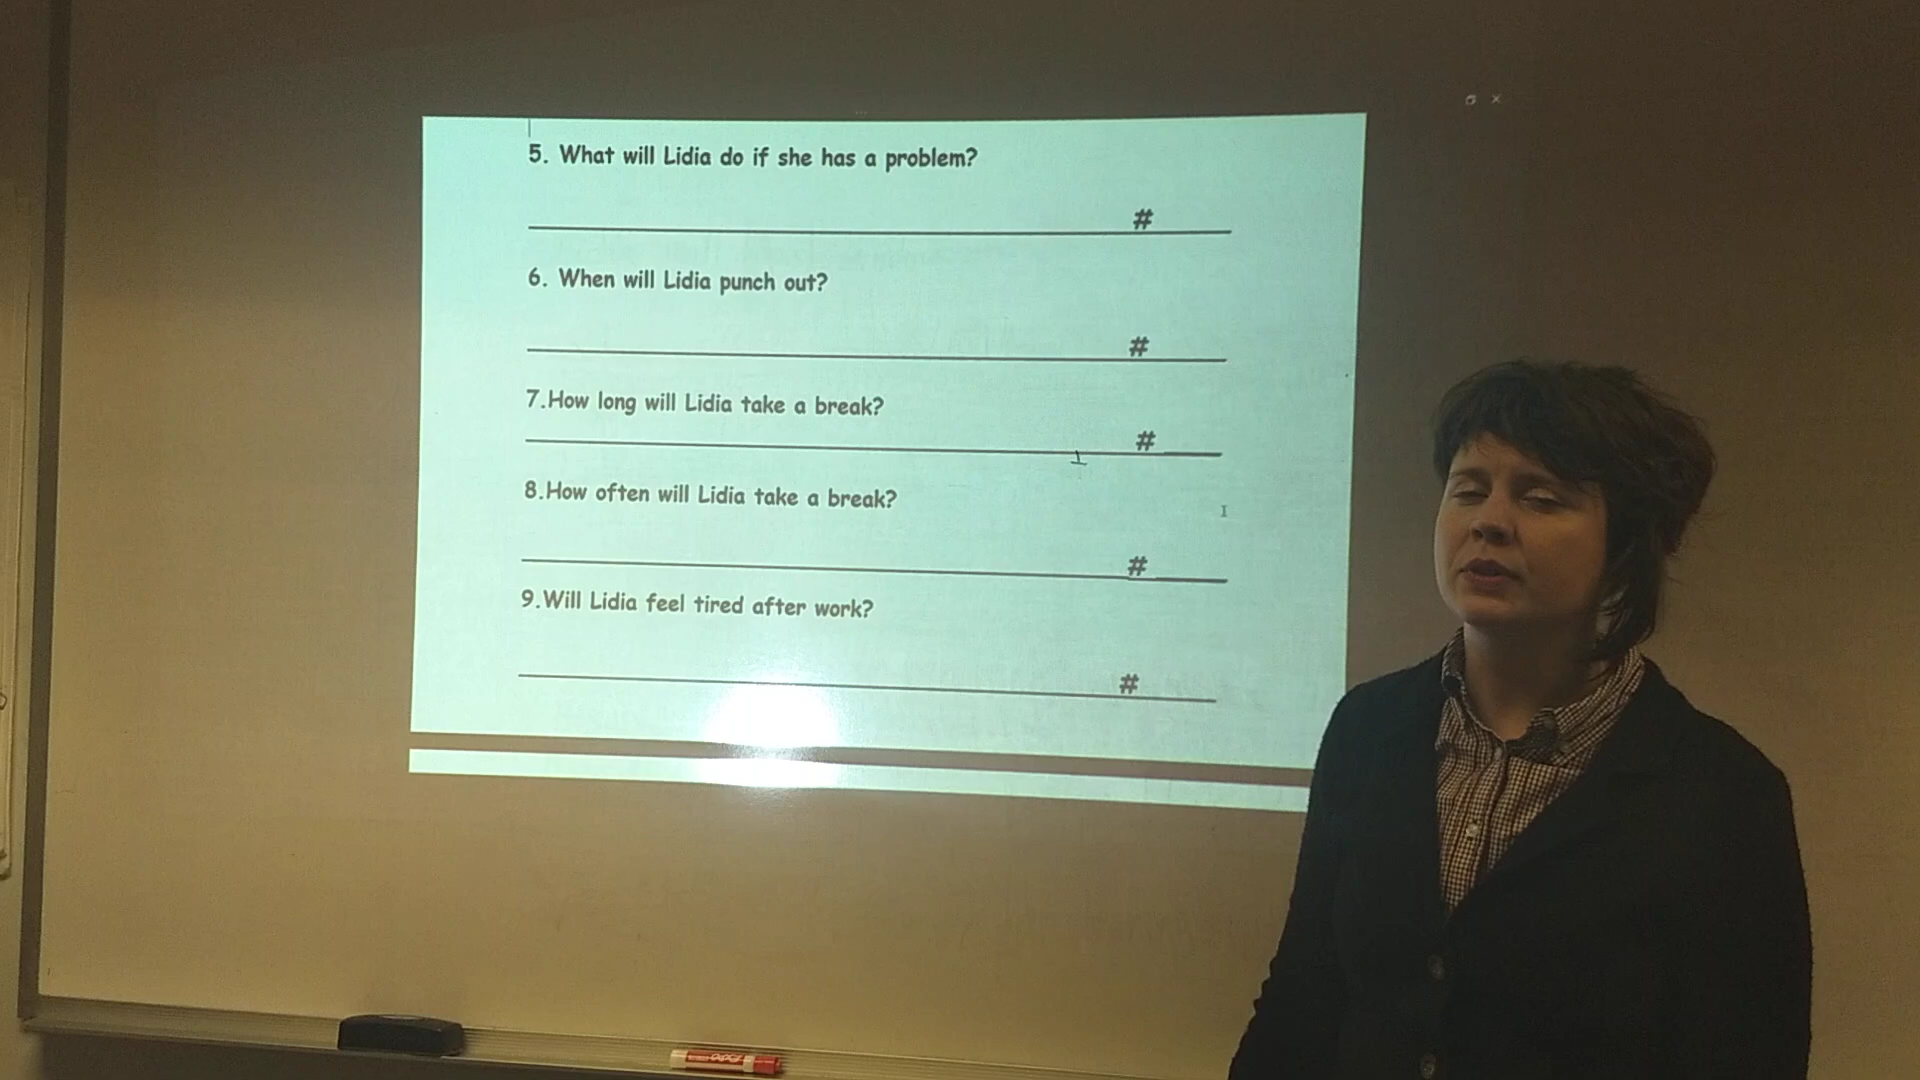 5. What will Lidia do if she has a problem?
#
6. When will Lidia punch out?
#
7.How long will Lidia take a break?
#
8.How often will Lidia take a break?
#
9.Will Lidia feel tired after work?
#
EXPO